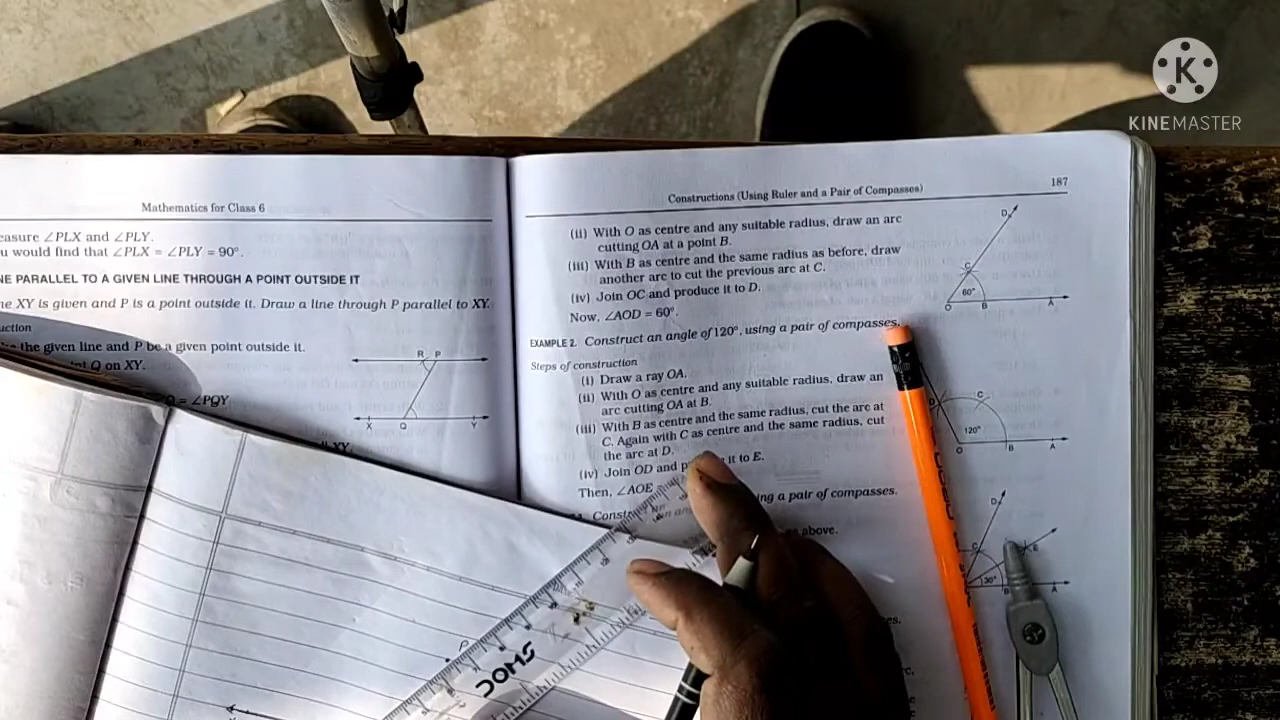 KINEMASTER
Mathematics for Class 6
easure ∠PLX and ∠PLY.
u would find that ∠PLX = ∠PLY = 90°.
NE PARALLEL TO A GIVEN LINE THROUGH A POINT OUTSIDE IT
ne XY is given and P is a point outside it. Draw a line through P parallel to XY.
uction
the given line and P be a given point outside it.
nt Q on XY.
= ∠PQY
XY.
R P
X Q Y
Constructions (Using Ruler and a Pair of Compasses)
187
(ii) With O as centre and any suitable radius, draw an arc
cutting OA at a point B.
(iii) With B as centre and the same radius as before, draw
another arc to cut the previous arc at C.
(iv) Join OC and produce it to D.
Now, ∠AOD = 60°.
D
C
60°
O B A
EXAMPLE 2. Construct an angle of 120°, using a pair of compasses.
Steps of construction
(i) Draw a ray OA.
(ii) With O as centre and any suitable radius, draw an
arc cutting OA at B.
(iii) With B as centre and the same radius, cut the arc at
C. Again with C as centre and the same radius, cut
the arc at D.
(iv) Join OD and p it to E.
Then, ∠AOE
D C
120°
O B A
Constr ing a pair of compasses.
above.
D
C E
30°
B A
es.
DOMS